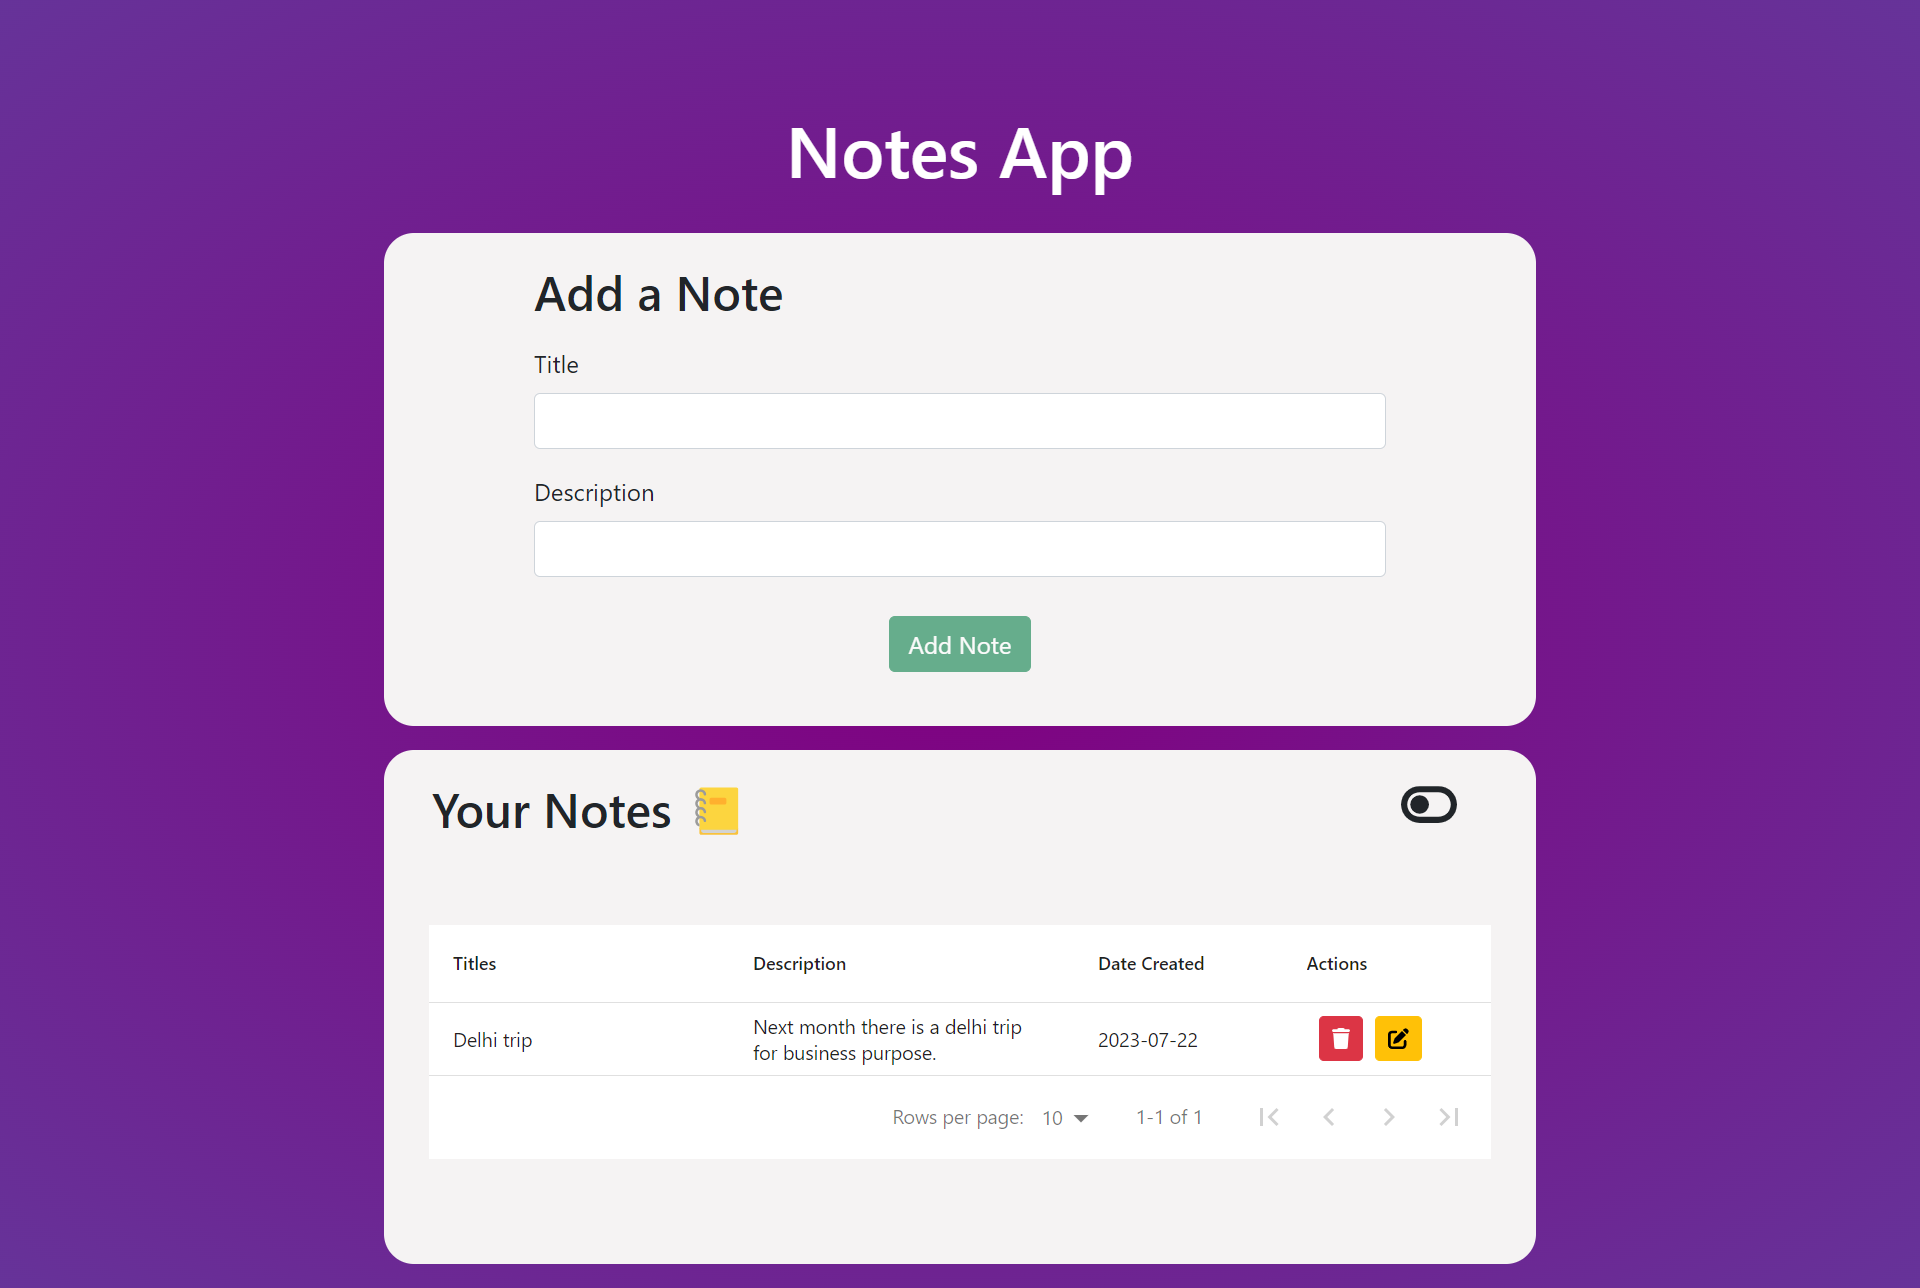 Notes App
Add a Note
Title
Description
Add Note
Your Notes
Titles Description Date Created Actions
Delhi trip Next month there is a delhi trip
for business purpose. 2023-07-22
Rows per page: 10 1-1 of 1